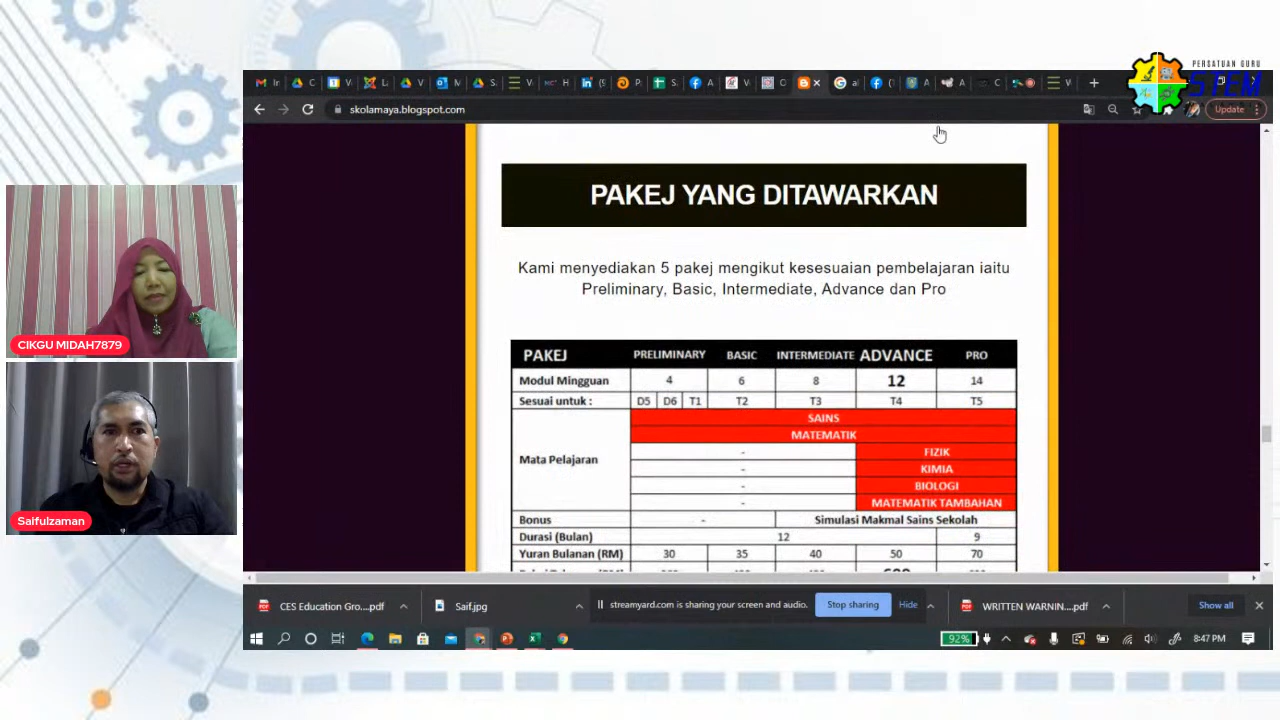 PERSATUAN GURU
STEM
skolamaya.blogspot.com
Update
PAKEJ YANG DITAWARKAN
Kami menyediakan 5 pakej mengikut kesesuaian pembelajaran iaitu
Preliminary, Basic, Intermediate, Advance dan Pro
PAKEJ PRELIMINARY BASIC INTERMEDIATE ADVANCE PRO
Modul Mingguan 4 6 8 12 14
Sesuai untuk : D5 D6 T1 T2 T3 T4 T5
Mata Pelajaran
SAINS
MATEMATIK
- FIZIK
- KIMIA
- BIOLOGI
- MATEMATIK TAMBAHAN
Bonus - Simulasi Makmal Sains Sekolah
Durasi (Bulan) 12 9
Yuran Bulanan (RM) 30 35 40 50 70
CIKGU MIDAH7879
Saifulzaman
CES Education Gro....pdf
Saif.jpg
streamyard.com is sharing your screen and audio.
Stop sharing
Hide
WRITTEN WARNIN....pdf
Show all
92%
8:47 PM